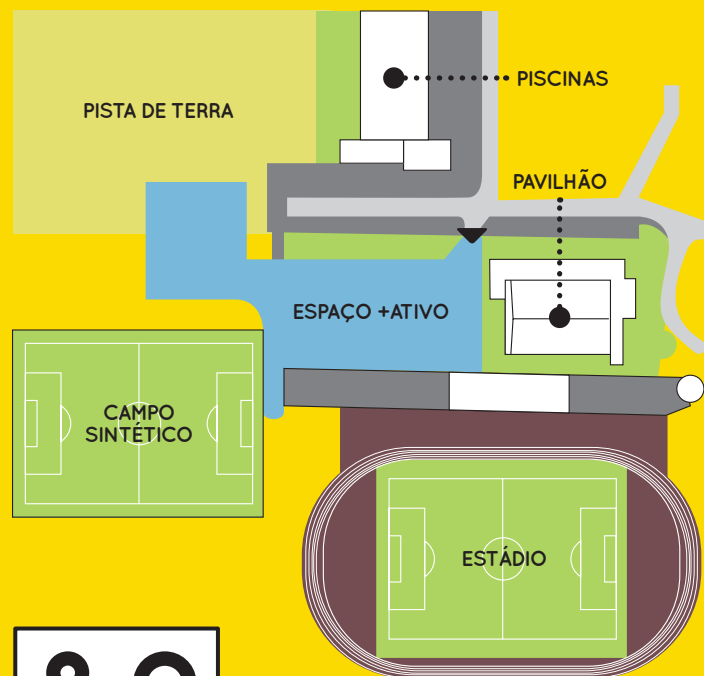 PISCINAS
PISTA DE TERRA
PAVILHÃO
ESPAÇO +ATIVO
CAMPO
SINTÉTICO
ESTÁDIO